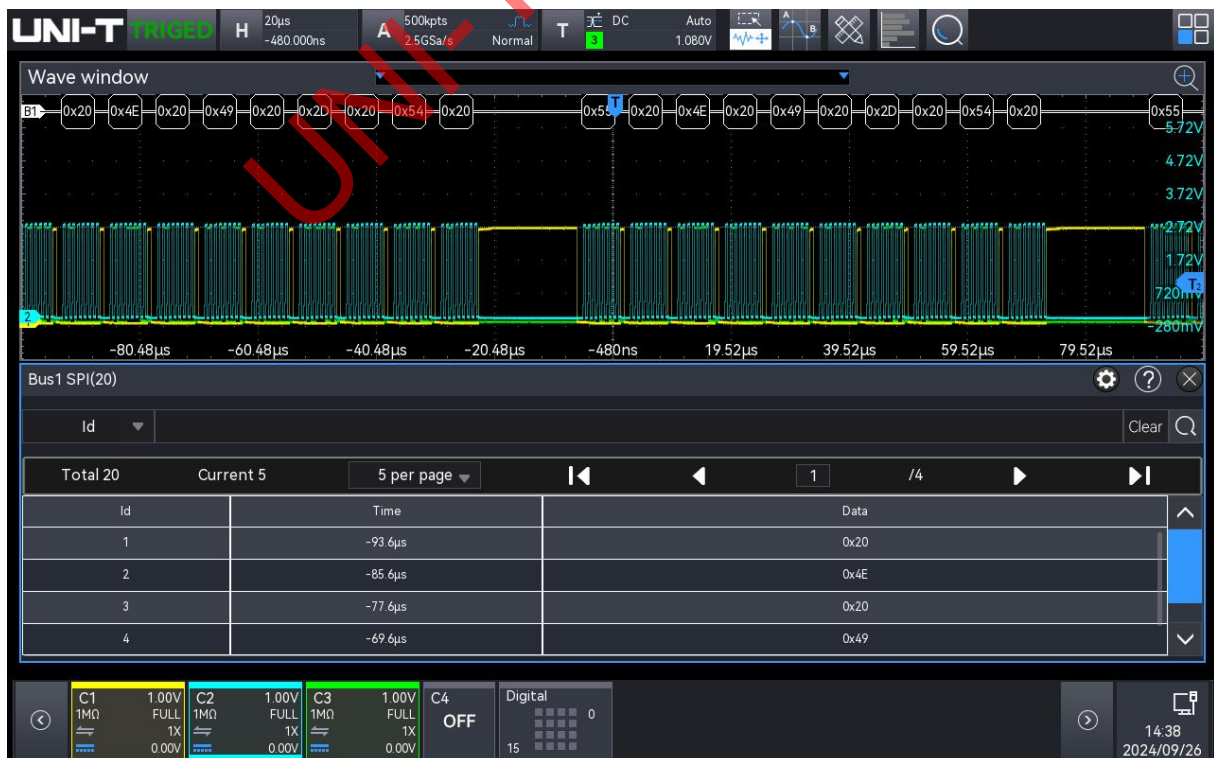 UNI-T TRIGED H 20µs -480.000ns A 500kpts 2.5GSa/s Normal T DC 3 Auto 1.080V A B
UNI-
Wave window
B1 0x20 0x4E 0x20 0x49 0x20 0x2D 0x20 0x54 0x20 0x55 T 0x20 0x4E 0x20 0x49 0x20 0x2D 0x20 0x54 0x20 0x55
5.72V
4.72V
3.72V
2.72V
1.72V
T2
720mV
2
-280mV
-80.48µs -60.48µs -40.48µs -20.48µs -480ns 19.52µs 39.52µs 59.52µs 79.52µs
Bus1 SPI(20)
Id Clear
Total 20 Current 5 5 per page 1 /4
Id Time Data
1 -93.6µs 0x20
2 -85.6µs 0x4E
3 -77.6µs 0x20
4 -69.6µs 0x49
C1 1.00V C2 1.00V C3 1.00V C4 Digital
1MΩ FULL 1MΩ FULL 1MΩ FULL OFF 0
1X 1X 1X
0.00V 0.00V 0.00V 15
14:38
2024/09/26